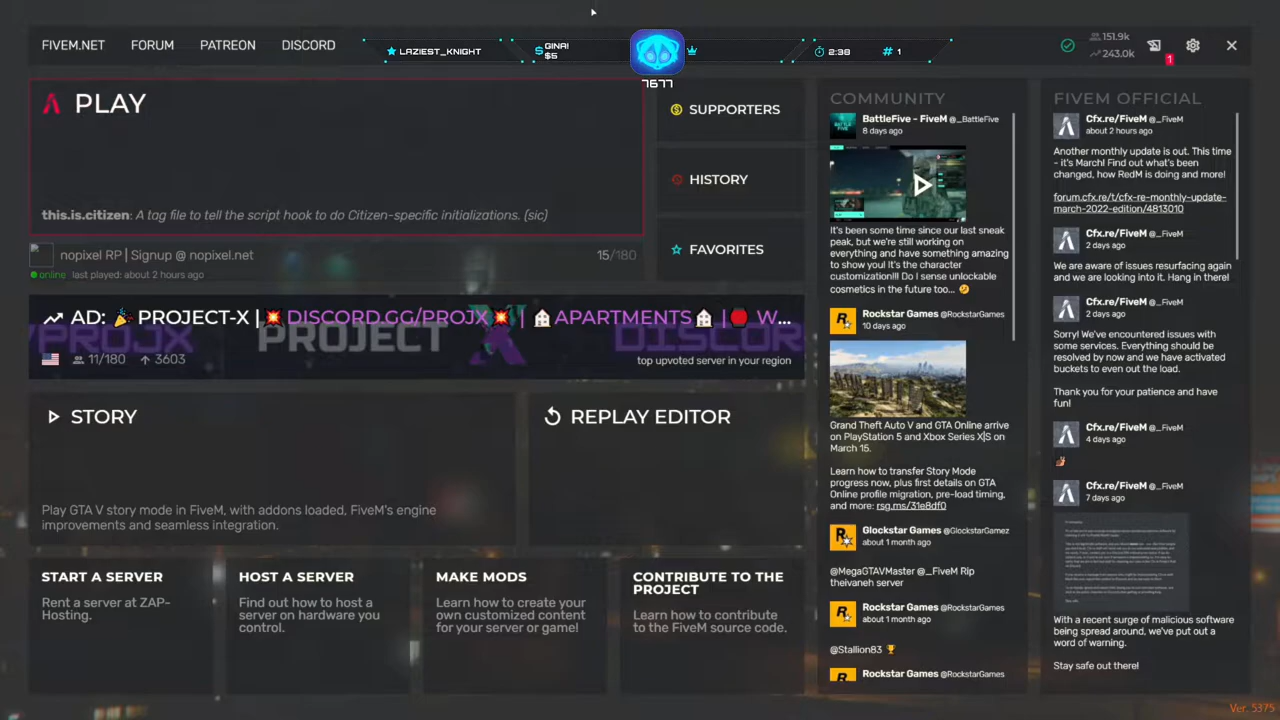 FIVEM.NET
FORUM
PATREON
DISCORD
LAZIEST_KNIGHT
GINA!
$5
7677
2:38
# 1
151.9k
243.0k
1
PLAY
this.is.citizen: A tag file to tell the script hook to do Citizen-specific initializations. (sic)
nopixel RP | Signup @ nopixel.net
15/180
online last played: about 2 hours ago
SUPPORTERS
HISTORY
FAVORITES
AD: 🎉PROJECT-X |💥DISCORD.GG/PROJX💥 | 🏠APARTMENTS🏠 |🛑 W...
PROJX
PROJECT
X
DISCOR
11/180 3603
top upvoted server in your region
STORY
Play GTA V story mode in FiveM, with addons loaded, FiveM's engine
improvements and seamless integration.
REPLAY EDITOR
START A SERVER
Rent a server at ZAP-
Hosting.
HOST A SERVER
Find out how to host a
server on hardware you
control.
MAKE MODS
Learn how to create your
own customized content
for your server or game!
CONTRIBUTE TO THE
PROJECT
Learn how to contribute
to the FiveM source code.
COMMUNITY
BattleFive - FiveM @_BattleFive
8 days ago
It's been some time since our last sneak
peak, but we're still working on
everything and have something amazing
to show you! It's the character
customization!!! Do I sense unlockable
cosmetics in the future too...
Rockstar Games @RockstarGames
10 days ago
Grand Theft Auto V and GTA Online arrive
on PlayStation 5 and Xbox Series X|S on
March 15.
Learn how to transfer Story Mode
progress now, plus first details on GTA
Online profile migration, pre-load timing,
and more: rsg.ms/31e8df0
Glockstar Games @GlockstarGamez
about 1 month ago
@MegaGTAVMaster @_FiveM Rip
theivaneh server
Rockstar Games @RockstarGames
about 1 month ago
@Stallion83 🏆
Rockstar Games @RockstarGames
FIVEM OFFICIAL
Cfx.re/FiveM @_FiveM
about 2 hours ago
Another monthly update is out. This time
- it's March! Find out what's been
changed, how RedM is doing and more!
forum.cfx.re/t/cfx-re-monthly-update-
march-2022-edition/4813010
Cfx.re/FiveM @_FiveM
2 days ago
We are aware of issues resurfacing again
and we are looking into it. Hang in there!
Cfx.re/FiveM @_FiveM
2 days ago
Sorry! We've encountered issues with
some services. Everything should be
resolved by now and we have activated
buckets to even out the load.
Thank you for your patience and have
fun!
Cfx.re/FiveM @_FiveM
4 days ago
Cfx.re/FiveM @_FiveM
7 days ago
With a recent surge of malicious software
being spread around, we've put out a
word of warning.
Stay safe out there!
Ver. 5375